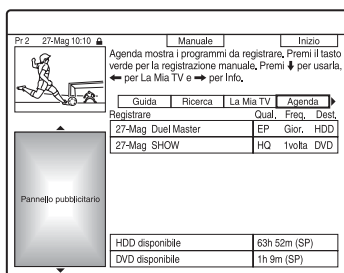 Pr 2 27-Mag 10:10
Manuale
Inizio
Agenda mostra i programmi da registrare. Premi il tasto
verde per la registrazione manuale. Premi ⬇ per usarla,
⬅ per La Mia TV e ➡ per Info.
Guida Ricerca La Mia TV Agenda
Registrare Qual. Freq. Dest.
27-Mag Duel Master EP Gior. HDD
27-Mag SHOW HQ 1volta DVD
Pannello pubblicitario
HDD disponibile 63h 52m (SP)
DVD disponibile 1h 9m (SP)